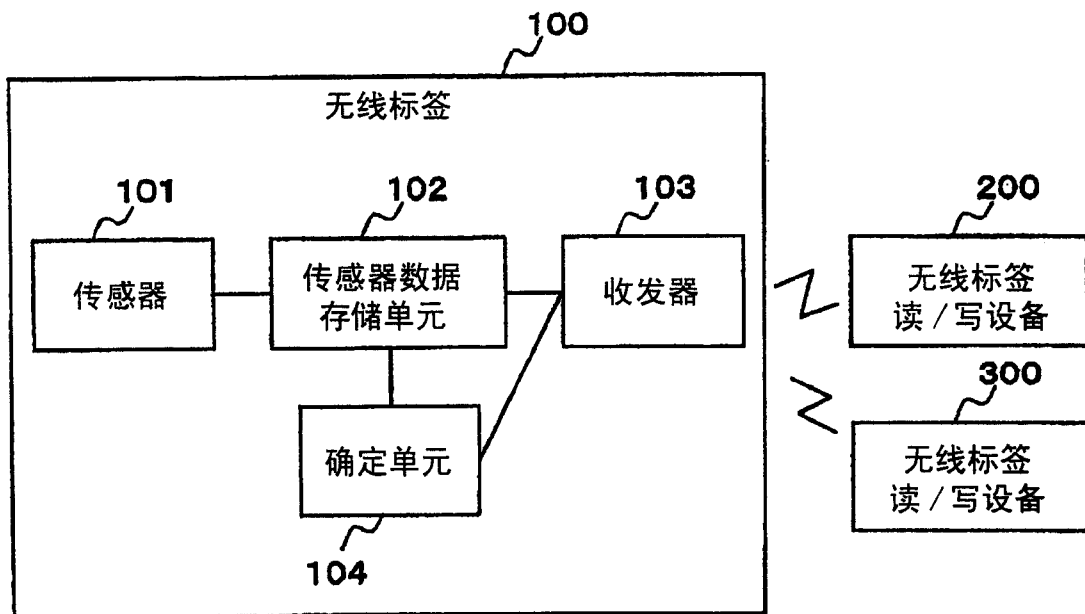 100
无线标签
101
102
103
200
传感器
传感器数据
存储单元
收发器
无线标签
读／写设备
300
确定单元
无线标签
读／写设备
104